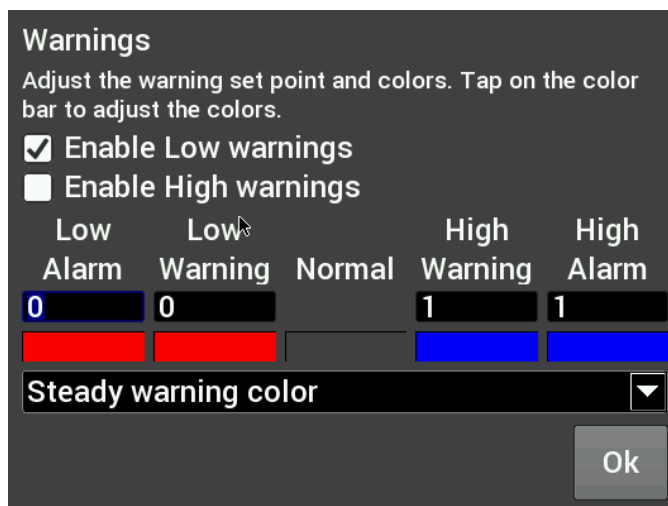 Warnings
Adjust the warning set point and colors. Tap on the color
bar to adjust the colors.
Enable Low warnings
Enable High warnings
Low Low High High
Alarm Warning Normal Warning Alarm
0 0 1 1
Steady warning color
Ok